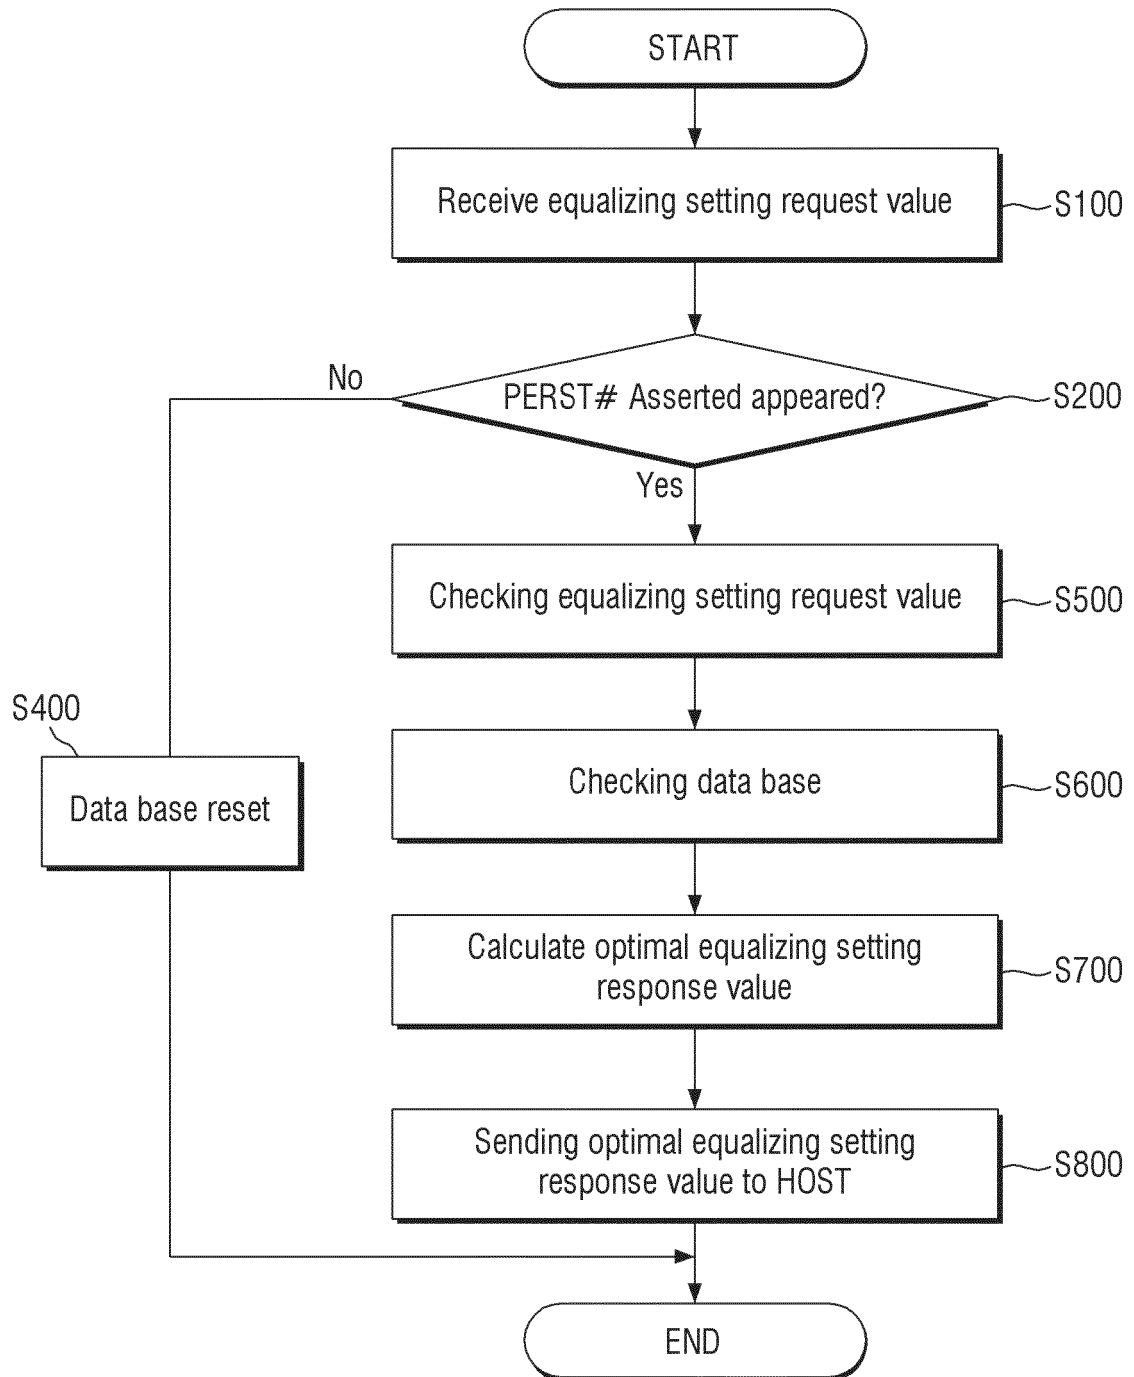 START
Receive equalizing setting request value
S100
PERST# Asserted appeared?
S200
No
Yes
Checking equalizing setting request value
S500
S400
Data base reset
Checking data base
S600
Calculate optimal equalizing setting
response value
S700
Sending optimal equalizing setting
response value to HOST
S800
END